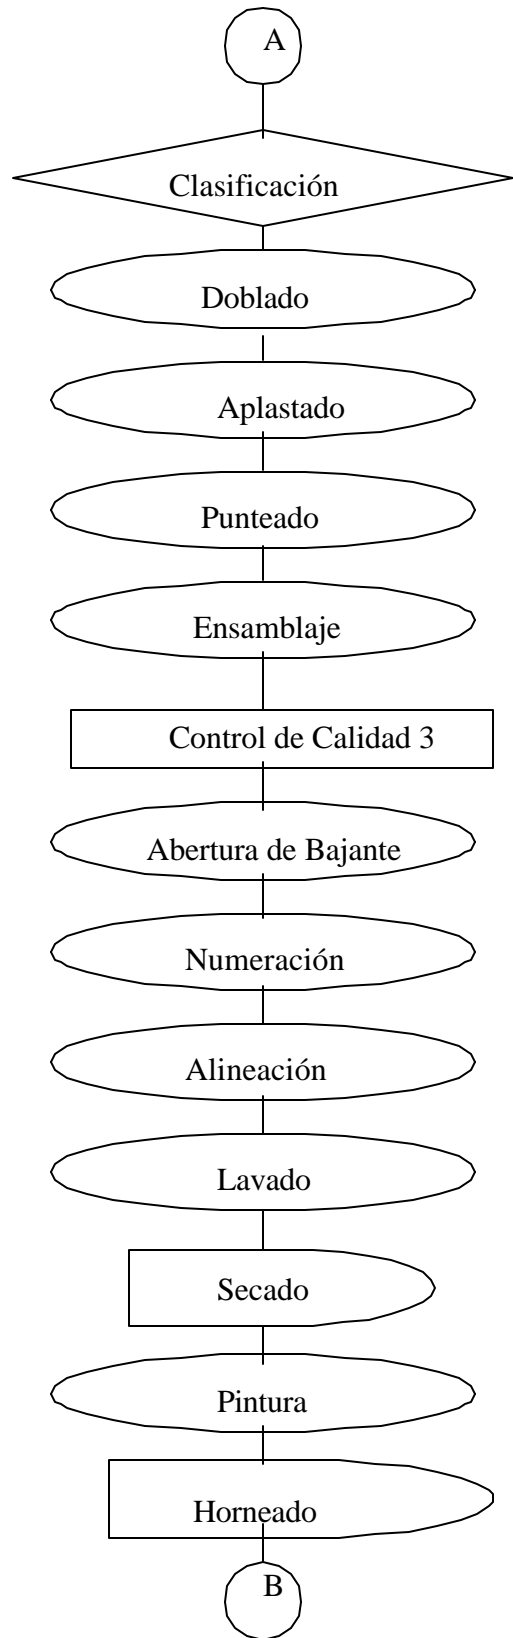 A
Clasificación
Doblado
Aplastado
Punteado
Ensamblaje
Control de Calidad 3
Abertura de Bajante
Numeración
Alineación
Lavado
Secado
Pintura
Horneado
B